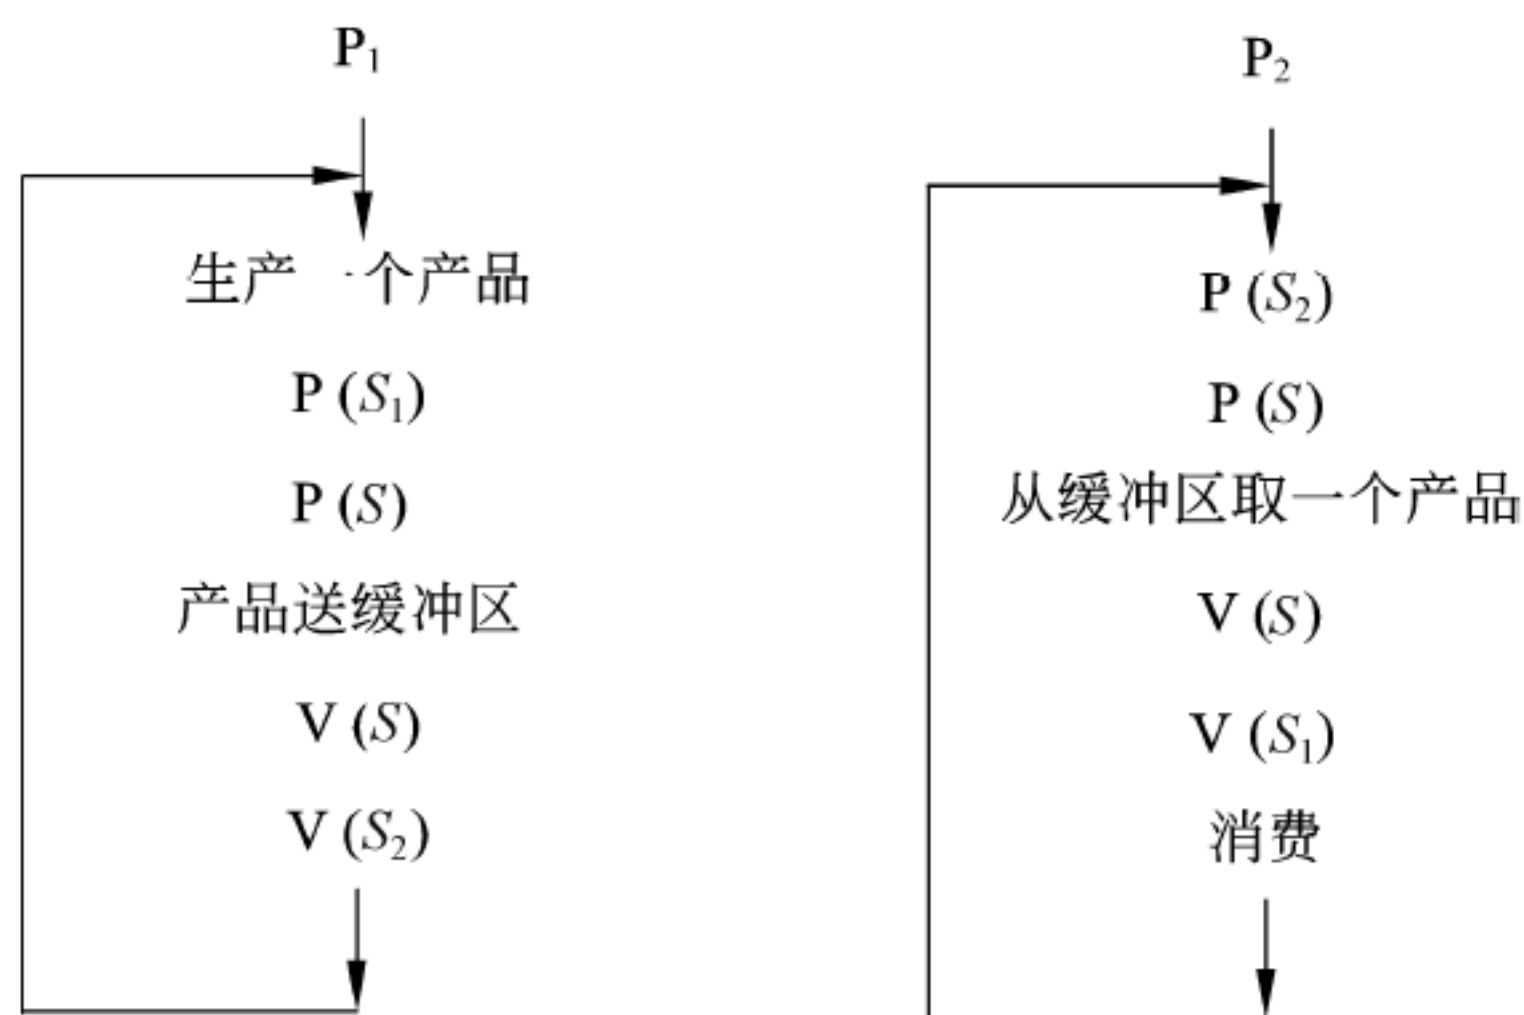 P₁
生产一个产品
P (S₁)
P (S)
产品送缓冲区
V (S)
V (S₂)
P₂
P (S₂)
P (S)
从缓冲区取一个产品
V (S)
V (S₁)
消费